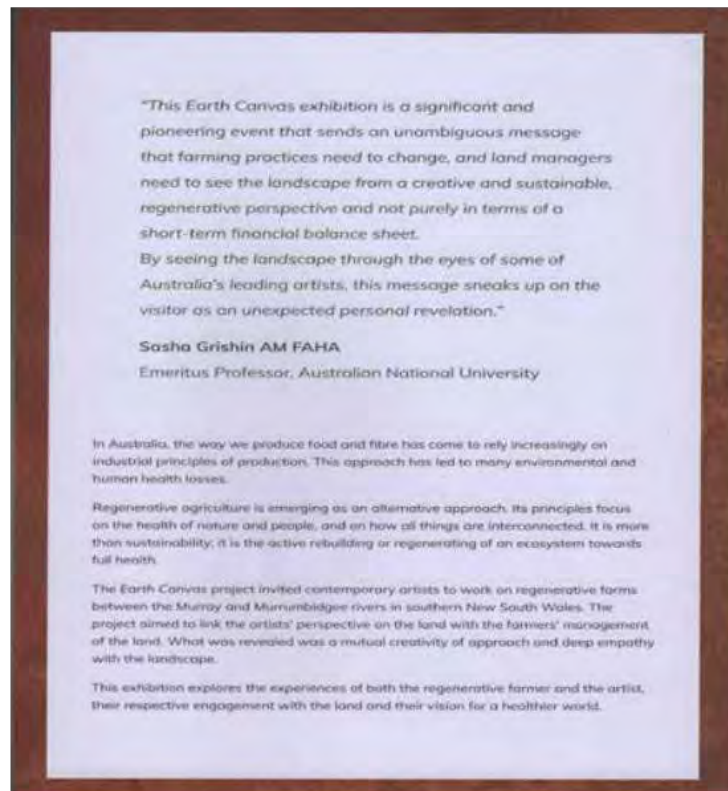 "This Earth Canvas exhibition is a significant and
pioneering event that sends an unambiguous message
that farming practices need to change, and land managers
need to see the landscape from a creative and sustainable,
regenerative perspective and not purely in terms of a
short-term financial balance sheet.
By seeing the landscape through the eyes of some of
Australia's leading artists, this message sneaks up on the
visitor as an unexpected personal revelation."
Sasha Grishin AM FAHA
Emeritus Professor, Australian National University
In Australia, the way we produce food and fibre has come to rely increasingly on
industrial principles of production. This approach has led to many environmental and
human health losses.
Regenerative agriculture is emerging as an alternative approach. Its principles focus
on the health of nature and people, and on how all things are interconnected. It is more
than sustainability; it is the active rebuilding or regenerating of an ecosystem towards
full health.
The Earth Canvas project invited contemporary artists to work on regenerative farms
between the Murray and Murrumbidgee rivers in southern New South Wales. The
project aimed to link the artists' perspective on the land with the farmers' management
of the land. What was revealed was a mutual creativity of approach and deep empathy
with the landscape.
This exhibition explores the experiences of both the regenerative farmer and the artist,
their respective engagement with the land and their vision for a healthier world.